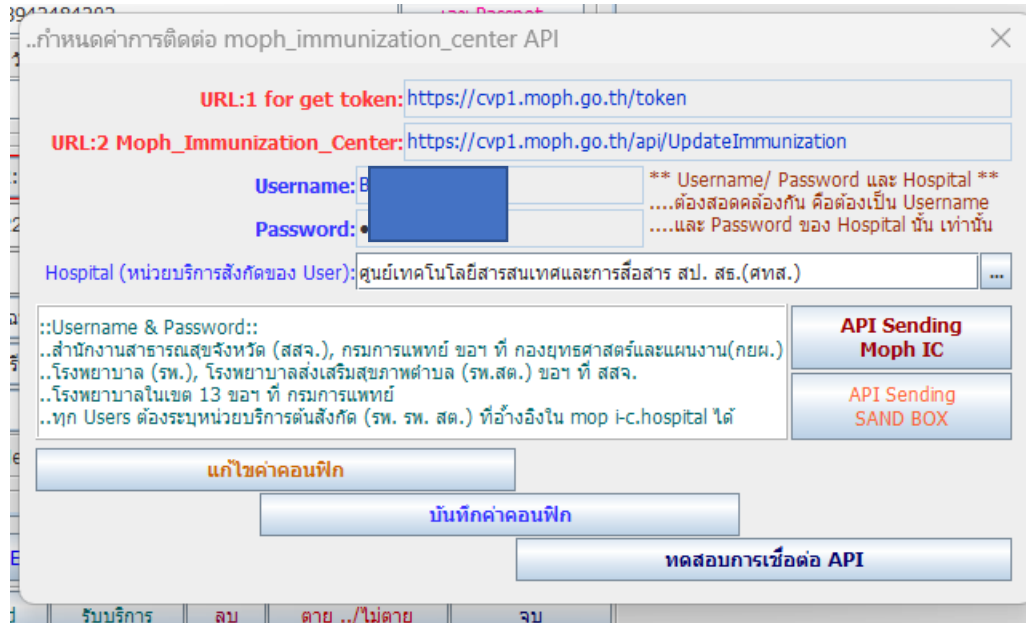 ..กำหนดค่าการติดต่อ moph_immunization_center API
URL:1 for get token: https://cvp1.moph.go.th/token
URL:2 Moph_Immunization_Center: https://cvp1.moph.go.th/api/UpdateImmunization
Username:
** Username/ Password และ Hospital **
....ต้องสอดคล้องกัน คือต้องเป็น Username
Password:
....และ Password ของ Hospital นั้น เท่านั้น
Hospital (หน่วยบริการสังกัดของ User): ศูนย์เทคโนโลยีสารสนเทศและการสื่อสาร สป. สธ.(ศทส.) ...
::Username & Password::
..สำนักงานสาธารณสุขจังหวัด (สสจ.), กรมการแพทย์ ขอฯ ที่ กองยุทธศาสตร์และแผนงาน(กยผ.)
..โรงพยาบาล (รพ.), โรงพยาบาลส่งเสริมสุขภาพตำบล (รพ.สต.) ขอฯ ที่ สสจ.
..โรงพยาบาลในเขต 13 ขอฯ ที่ กรมการแพทย์
..ทุก Users ต้องระบุหน่วยบริการต้นสังกัด (รพ. รพ. สต.) ที่อ้างอิงใน mop i-c.hospital ได้
API Sending
Moph IC
API Sending
SAND BOX
แก้ไขค่าคอนฟิก
บันทึกค่าคอนฟิก
ทดสอบการเชื่อต่อ API
รับบริการ ลบ ตาย ../ไม่ตาย จบ